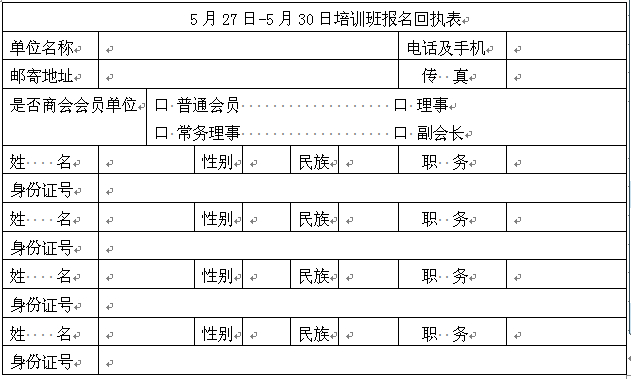 5月27日-5月30日培训班报名回执表
单位名称 电话及手机
邮寄地址 传 真
是否商会会员单位 □ 普通会员 □ 理事
□ 常务理事 □ 副会长
姓 名 性别 民族 职 务
身份证号
姓 名 性别 民族 职 务
身份证号
姓 名 性别 民族 职 务
身份证号
姓 名 性别 民族 职 务
身份证号